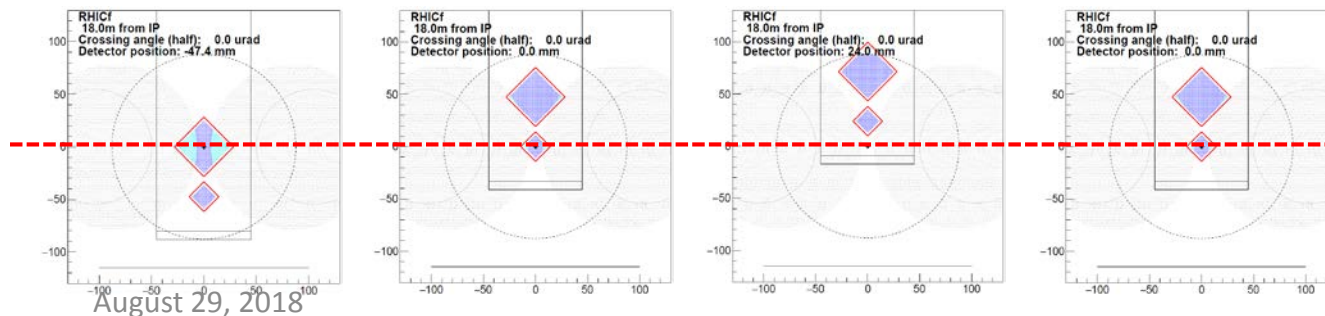 RHICf
18.0m from IP
Crossing angle (half): 0.0 urad
Detector position: -47.4 mm
100
50
0
−50
−100
−100 −50 0 50 100
RHICf
18.0m from IP
Crossing angle (half): 0.0 urad
Detector position: 0.0 mm
100
50
0
−50
−100
−100 −50 0 50 100
RHICf
18.0m from IP
Crossing angle (half): 0.0 urad
Detector position: 24.0 mm
100
50
0
−50
−100
−100 −50 0 50 100
RHICf
18.0m from IP
Crossing angle (half): 0.0 urad
Detector position: 0.0 mm
100
50
0
−50
−100
−100 −50 0 50 100
August 29, 2018